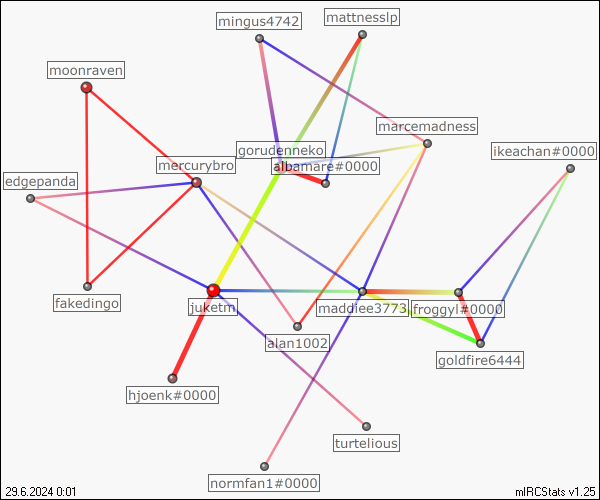 mattnesslp
mingus4742
moonraven
marcemadness
gorudenneko
ikeachan#0000
mercurybro
albamare#0000
edgepanda
fakedingo
juketm
maddiee3773
froggyl#0000
alan1002
goldfire6444
hjoenk#0000
turtelious
normfan1#0000
29.6.2024 0:01
mIRCStats v1.25